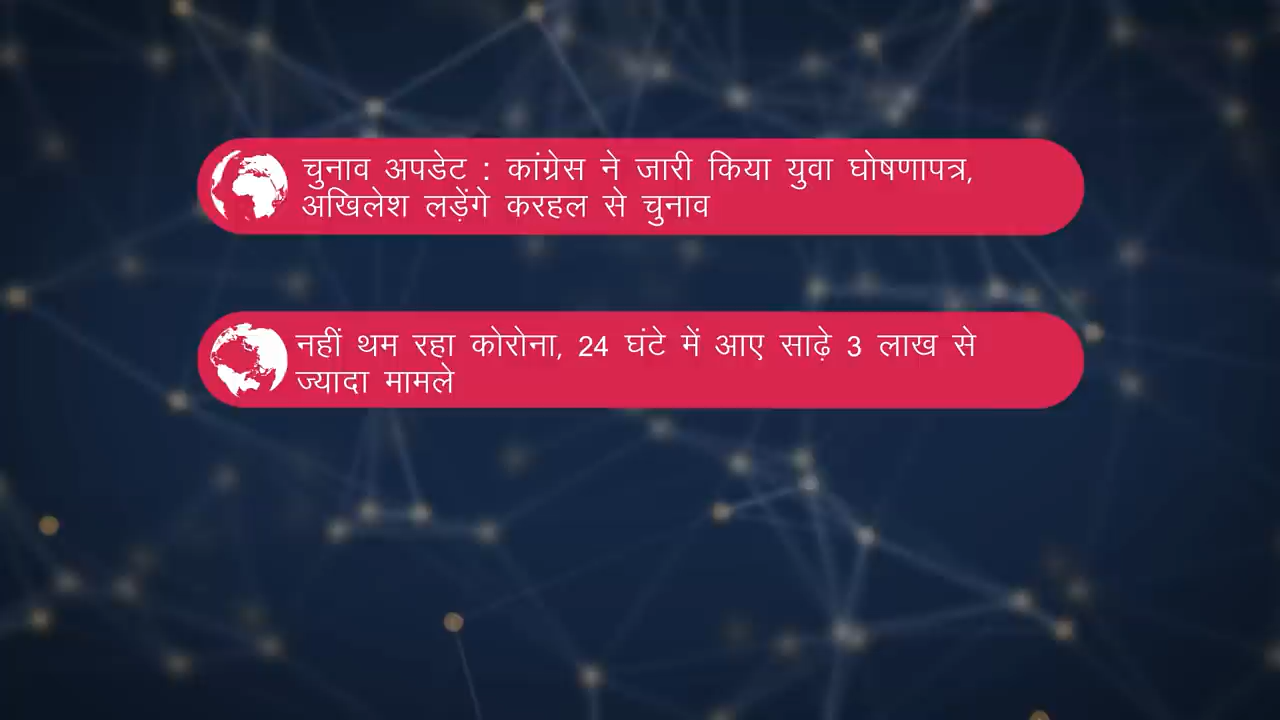 चुनाव अपडेट : कांग्रेस ने जारी किया युवा घोषणापत्र,
अखिलेश लड़ेंगे करहल से चुनाव
नहीं थम रहा कोरोना, 24 घंटे में आए साढ़े 3 लाख से
ज्यादा मामले